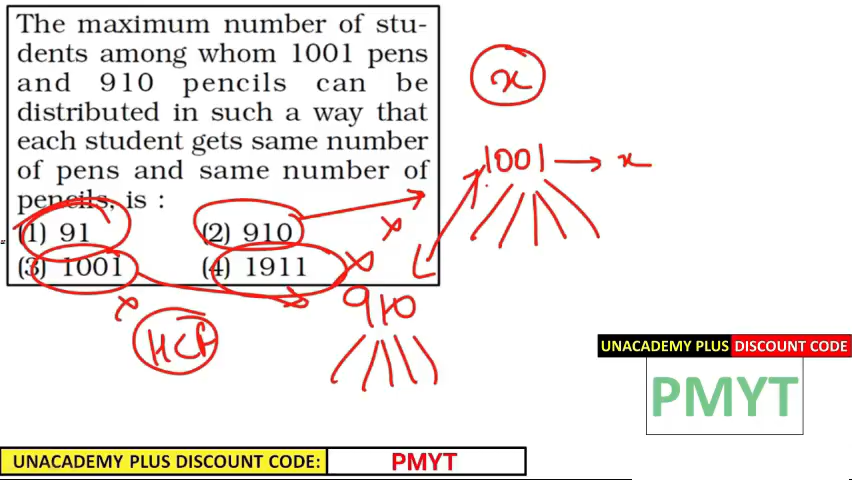 The maximum number of stu-
dents among whom 1001 pens
and 910 pencils can be
distributed in such a way that
each student gets same number
of pens and same number of
pencils, is :
(1) 91 (2) 910
(3) 1001 (4) 1911
x
1001 → x
910
HCF
UNACADEMY PLUS DISCOUNT CODE
PMYT
UNACADEMY PLUS DISCOUNT CODE: PMYT